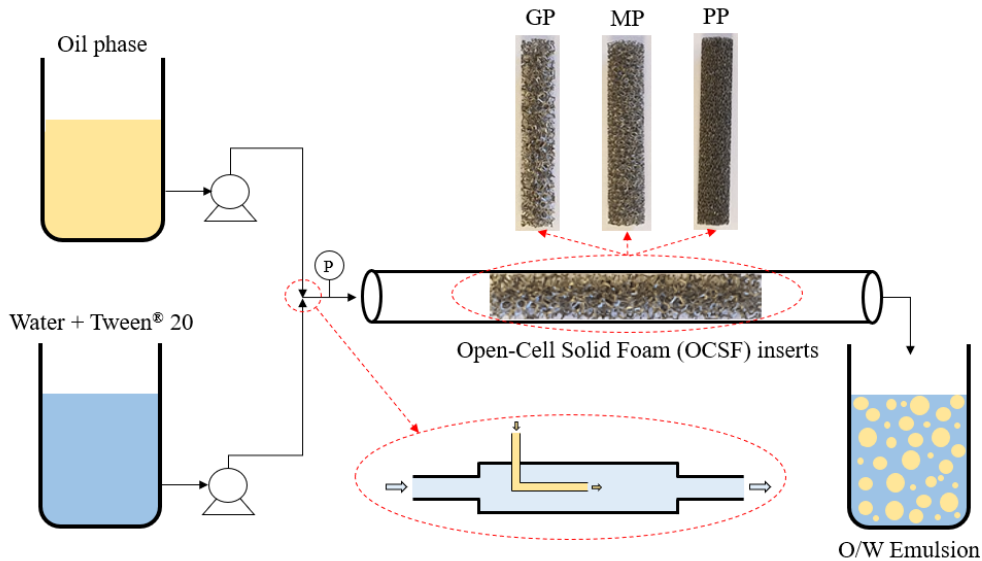 GP
MP
PP
Oil phase
P
Water + Tween® 20
Open-Cell Solid Foam (OCSF) inserts
O/W Emulsion